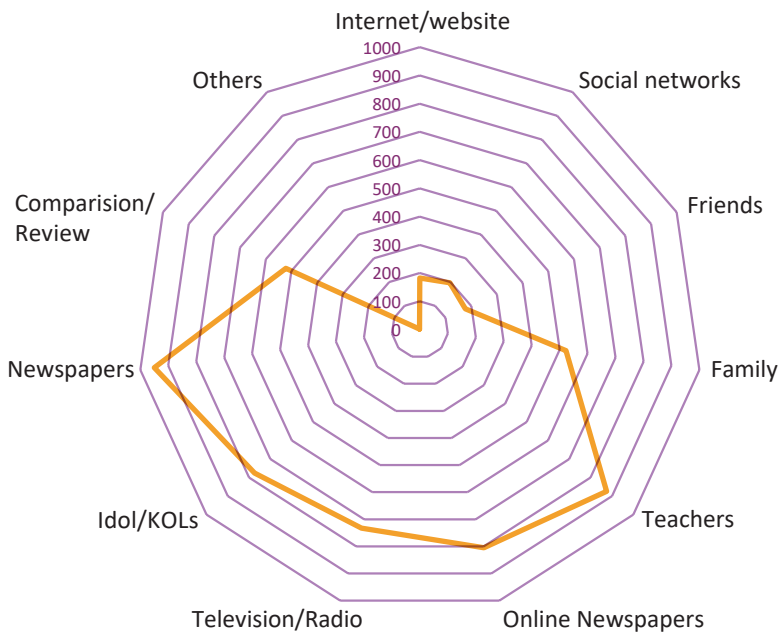 Internet/website
1000
900
800
700
600
500
400
300
200
100
0
Social networks
Friends
Family
Teachers
Online Newspapers
Television/Radio
Idol/KOLs
Newspapers
Comparision/
Review
Others